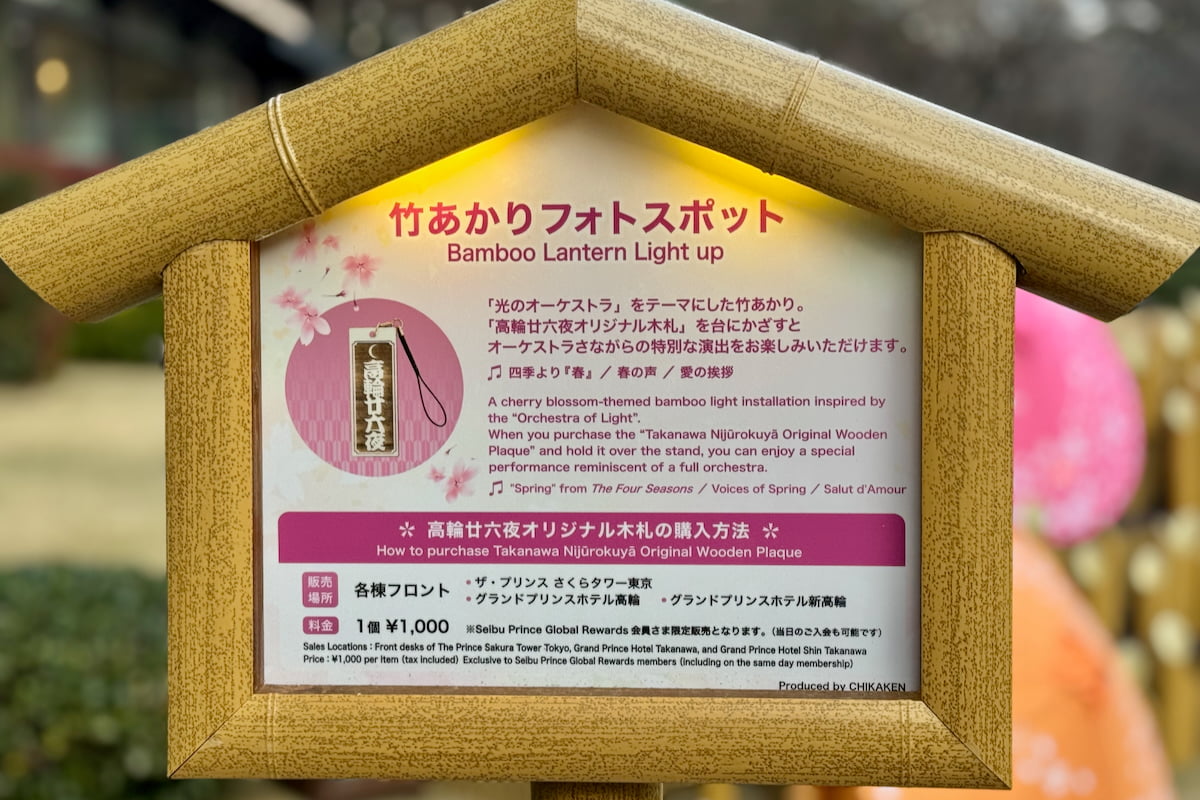 竹あかりフォトスポット
Bamboo Lantern Light up
「光のオーケストラ」をテーマにした竹あかり。
「高輪廿六夜オリジナル木札」を台にかざすと
オーケストラさながらの特別な演出をお楽しみいただけます。
♫ 四季より『春』／ 春の声 ／ 愛の挨拶
高輪廿六夜
A cherry blossom-themed bamboo light installation inspired by
the “Orchestra of Light”.
When you purchase the “Takanawa Nijūrokuyā Original Wooden
Plaque” and hold it over the stand, you can enjoy a special
performance reminiscent of a full orchestra.
♫ "Spring" from The Four Seasons / Voices of Spring / Salut d'Amour
✲ 高輪廿六夜オリジナル木札の購入方法 ✲
How to purchase Takanawa Nijūrokuyā Original Wooden Plaque
販売場所 各棟フロント
・ザ・プリンス さくらタワー東京
・グランドプリンスホテル高輪 ・グランドプリンスホテル新高輪
料金 1個 ¥1,000 ※Seibu Prince Global Rewards 会員さま限定販売となります。（当日のご入会も可能です）
Sales Locations : Front desks of The Prince Sakura Tower Tokyo, Grand Prince Hotel Takanawa, and Grand Prince Hotel Shin Takanawa
Price : ¥1,000 per item (tax included) Exclusive to Seibu Prince Global Rewards members (including on the same day membership)
Produced by CHIKAKEN